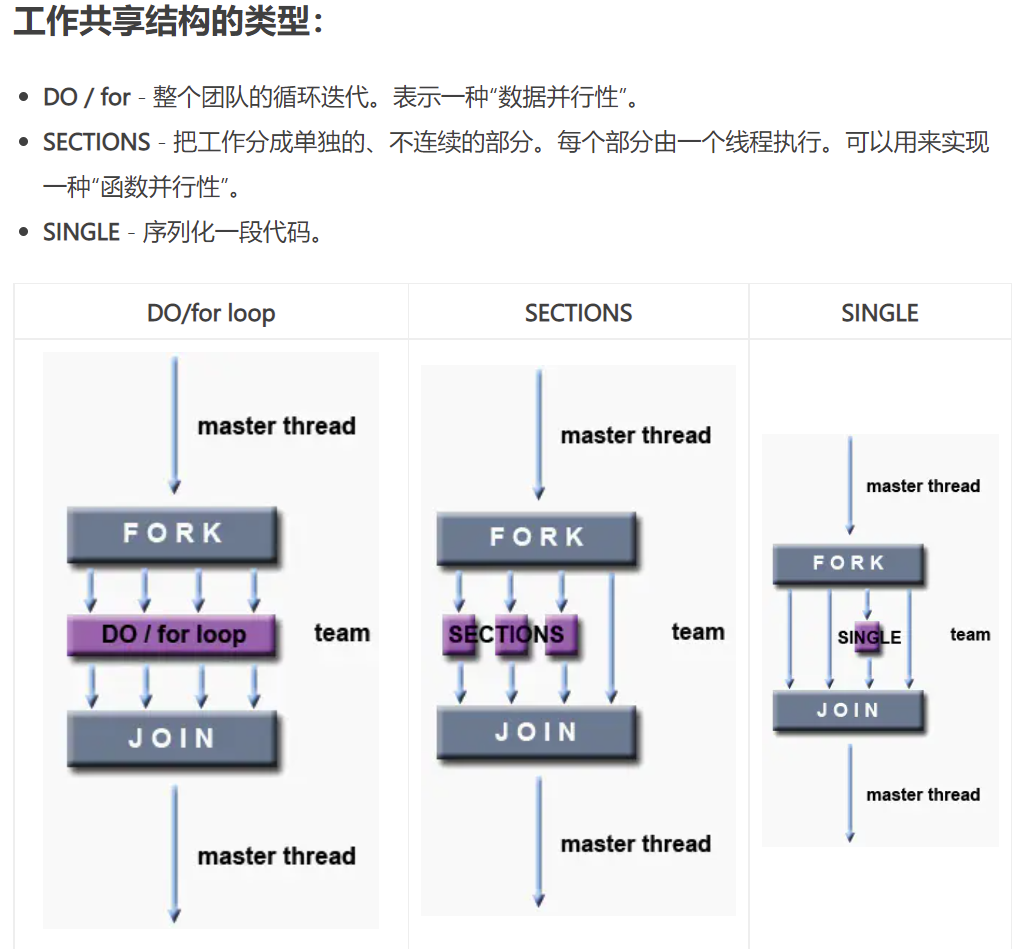 工作共享结构的类型：
DO / for - 整个团队的循环迭代。表示一种“数据并行性”。
SECTIONS - 把工作分成单独的、不连续的部分。每个部分由一个线程执行。可以用来实现
一种“函数并行性”。
SINGLE - 序列化一段代码。
DO/for loop
SECTIONS
SINGLE
master thread
FORK
DO / for loop
team
JOIN
master thread
master thread
FORK
SECTIONS
team
JOIN
master thread
master thread
FORK
SINGLE
team
JOIN
master thread